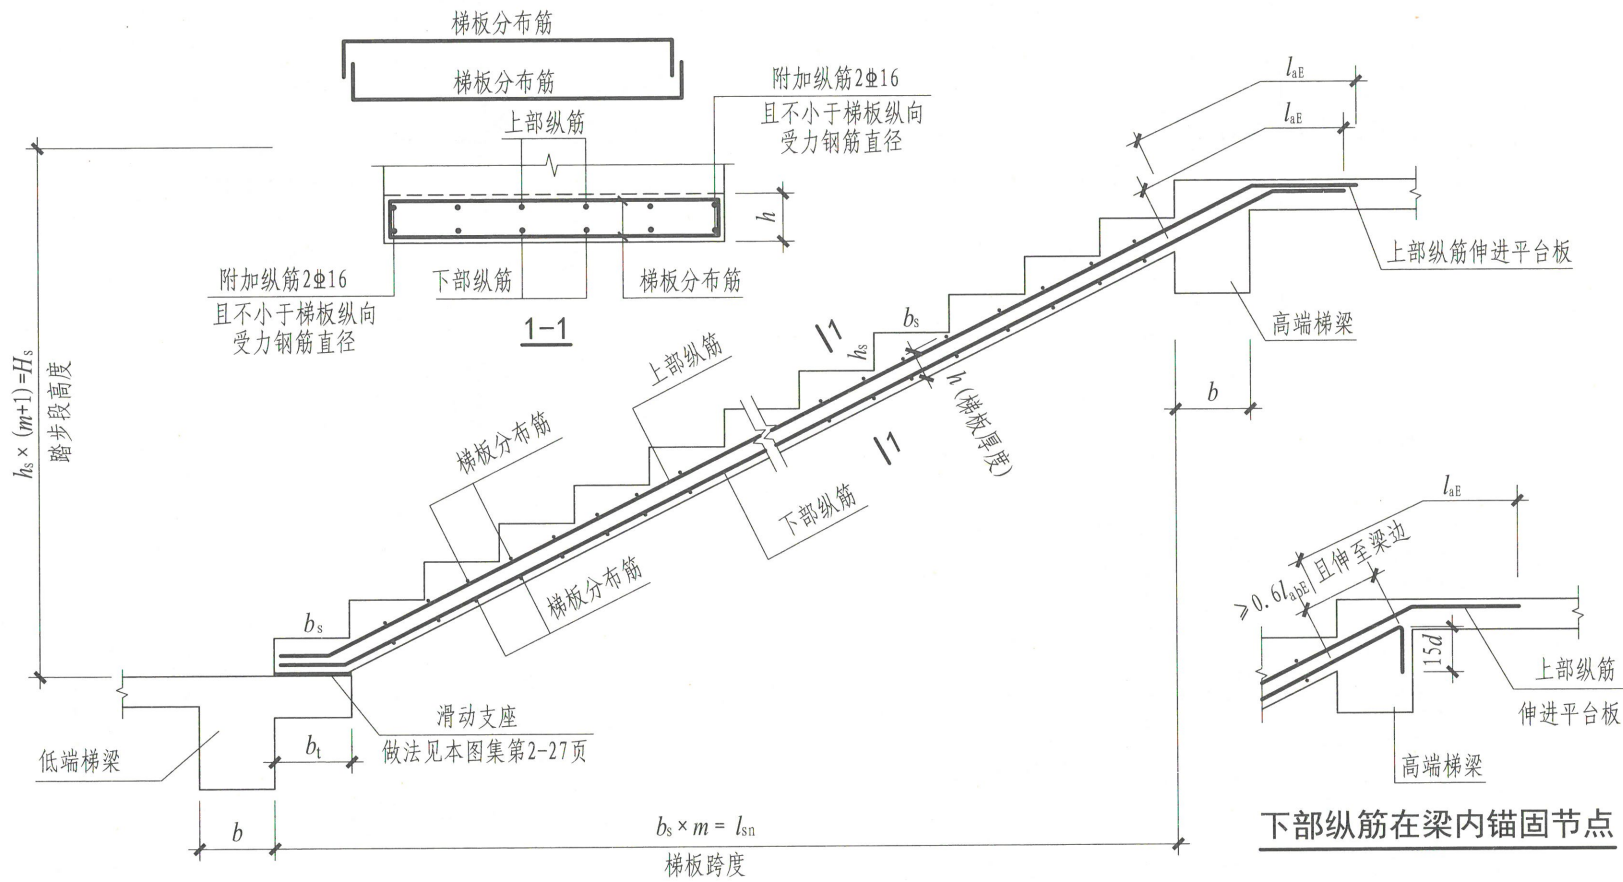 梯板分布筋
梯板分布筋
附加纵筋2⌀16
且不小于梯板纵向
受力钢筋直径
上部纵筋
h
附加纵筋2⌀16
且不小于梯板纵向
受力钢筋直径
下部纵筋
梯板分布筋
1-1
laE
laE
上部纵筋伸进平台板
高端梯梁
b
hs×(m+1)=Hs
踏步段高度
1
bs
hs
h(梯板厚度)
1
上部纵筋
梯板分布筋
下部纵筋
梯板分布筋
bs
滑动支座
做法见本图集第2-27页
bt
低端梯梁
b
bs×m=lsn
梯板跨度
laE
≥0.6labE
且伸至梁边
15d
上部纵筋
伸进平台板
高端梯梁
下部纵筋在梁内锚固节点